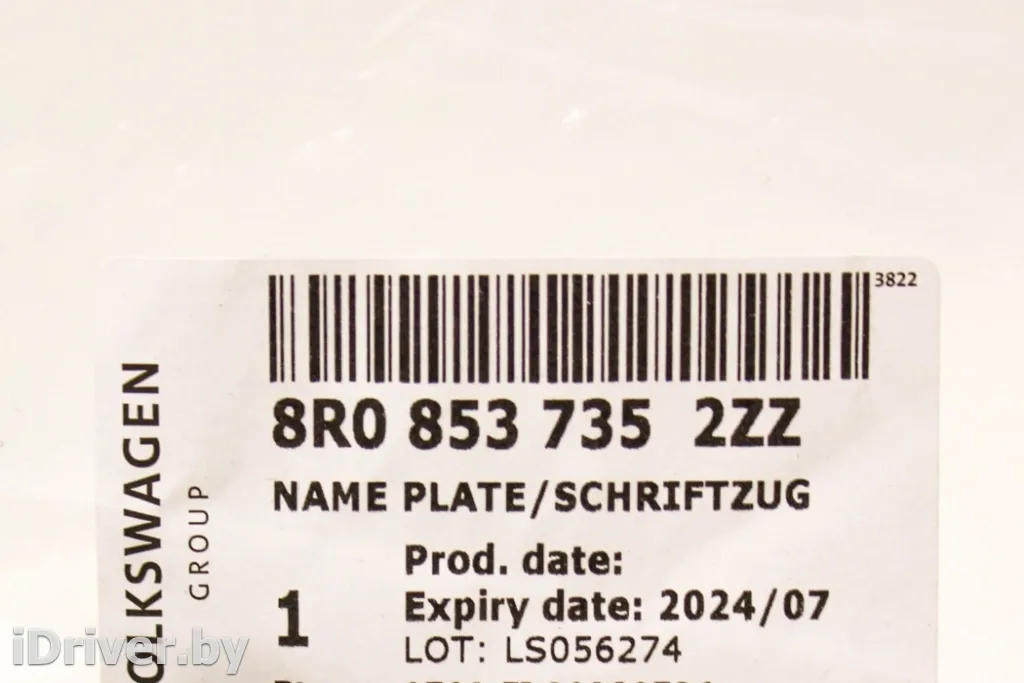 3822
8R0 853 735 2ZZ
NAME PLATE/SCHRIFTZUG
Prod. date:
1
Expiry date: 2024/07
LOT: LS056274
OLKSWAGEN
GROUP
iDriver.by